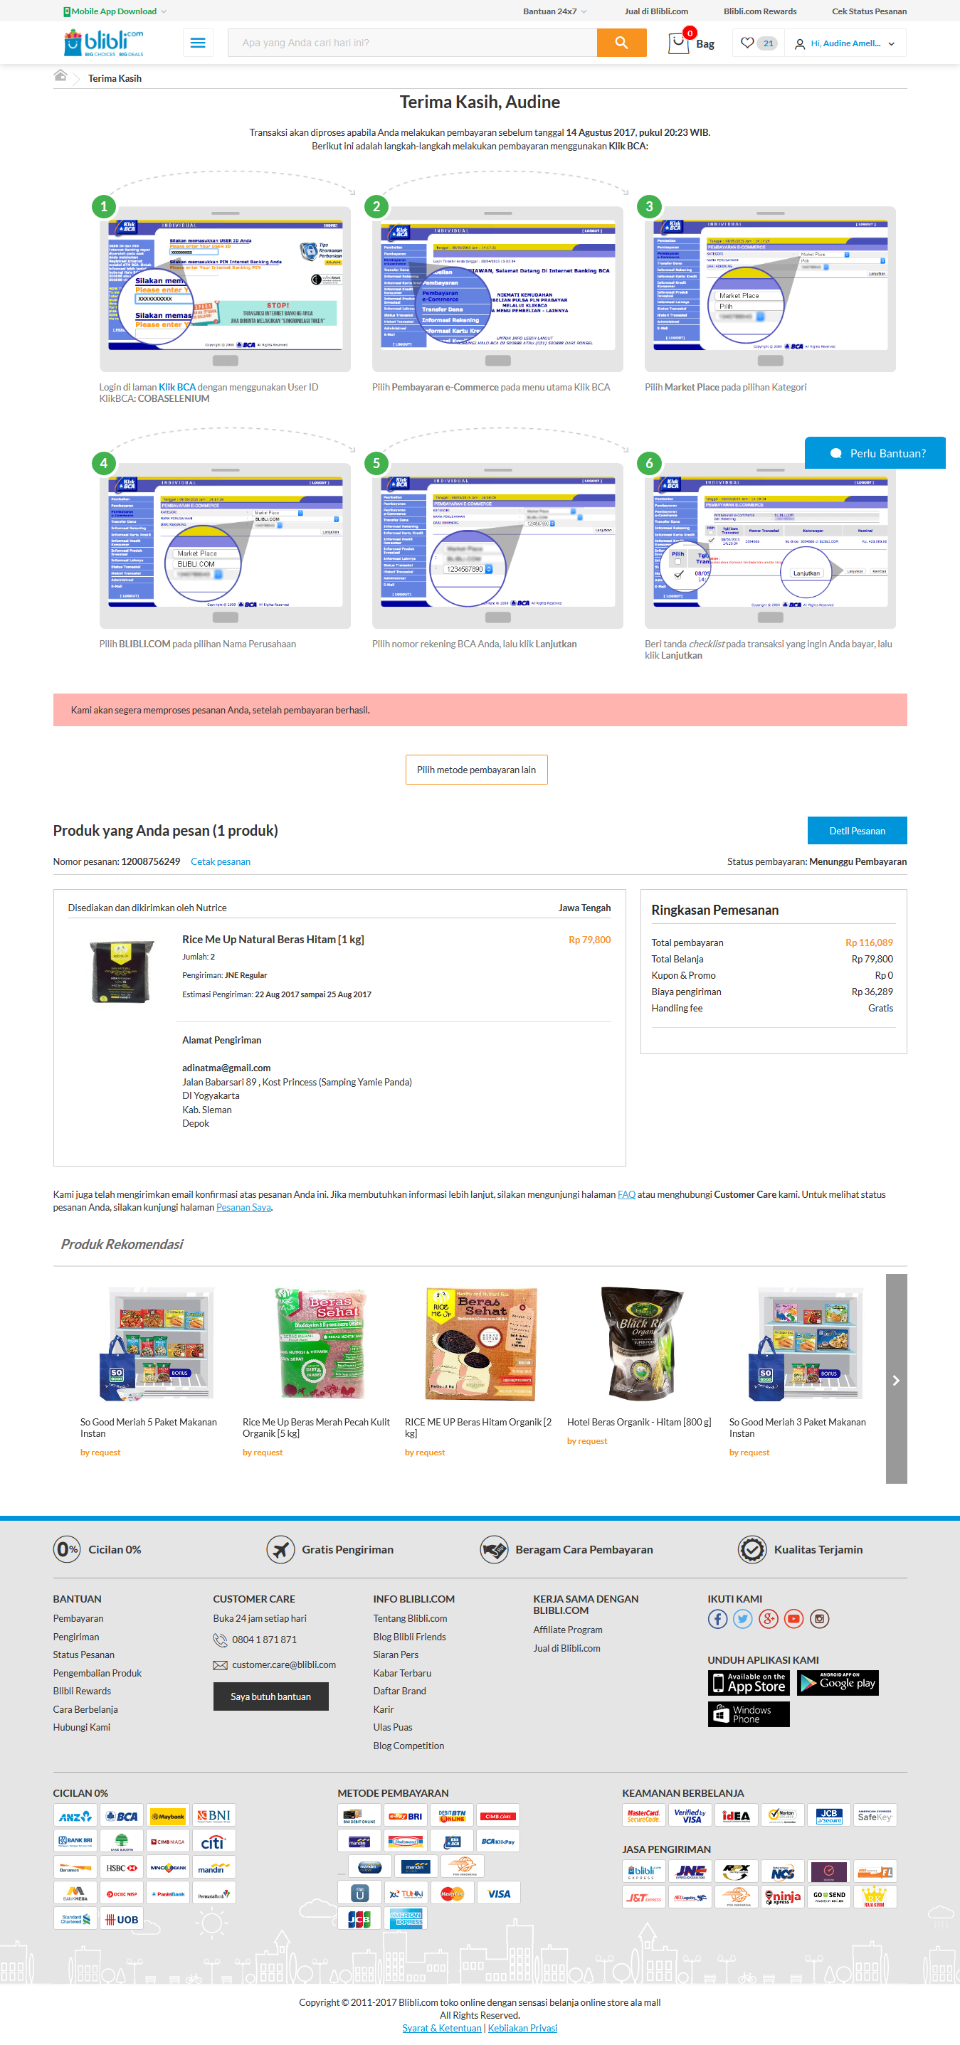 Mobile App Download
Bantuan 24x7
Jual di Blibli.com
Blibli.com Rewards
Cek Status Pesanan
blibli.com
BIG CHOICES BIG DEALS
Apa yang Anda cari hari ini?
0
Bag
21
Hi, Audine Amell...
Terima Kasih
Terima Kasih, Audine
Transaksi akan diproses apabila Anda melakukan pembayaran sebelum tanggal 14 Agustus 2017, pukul 20:23 WIB.
Berikut ini adalah langkah-langkah melakukan pembayaran menggunakan Klik BCA:
1
2
3
Login di laman Klik BCA dengan menggunakan User ID
KlikBCA: COBASELENIUM
Pilih Pembayaran e-Commerce pada menu utama Klik BCA
Pilih Market Place pada pilihan Kategori
Perlu Bantuan?
4
5
6
Pilih BLIBLI.COM pada pilihan Nama Perusahaan
Pilih nomor rekening BCA Anda, lalu klik Lanjutkan
Beri tanda checklist pada transaksi yang ingin Anda bayar, lalu
klik Lanjutkan
Kami akan segera memproses pesanan Anda, setelah pembayaran berhasil.
Pilih metode pembayaran lain
Produk yang Anda pesan (1 produk)
Detil Pesanan
Nomor pesanan: 12008756249 Cetak pesanan
Status pembayaran: Menunggu Pembayaran
Disediakan dan dikirimkan oleh Nutrice
Jawa Tengah
Rice Me Up Natural Beras Hitam [1 kg]
Rp 79,800
Jumlah: 2
Pengiriman: JNE Regular
Estimasi Pengiriman: 22 Aug 2017 sampai 25 Aug 2017
Alamat Pengiriman
adinatma@gmail.com
Jalan Babarsari 89 , Kost Princess (Samping Yamie Panda)
DI Yogyakarta
Kab. Sleman
Depok
Ringkasan Pemesanan
Total pembayaran Rp 116,089
Total Belanja Rp 79,800
Kupon & Promo Rp 0
Biaya pengiriman Rp 36,289
Handling fee Gratis
Kami juga telah mengirimkan email konfirmasi atas pesanan Anda ini. Jika membutuhkan informasi lebih lanjut, silakan mengunjungi halaman FAQ atau menghubungi Customer Care kami. Untuk melihat status
pesanan Anda, silakan kunjungi halaman Pesanan Saya.
Produk Rekomendasi
So Good Meriah 5 Paket Makanan
Instan
by request
Rice Me Up Beras Merah Pecah Kulit
Organik [5 kg]
by request
RICE ME UP Beras Hitam Organik [2
kg]
by request
Hotel Beras Organik - Hitam [800 g]
by request
So Good Meriah 3 Paket Makanan
Instan
by request
0% Cicilan 0%
Gratis Pengiriman
Beragam Cara Pembayaran
Kualitas Terjamin
BANTUAN
Pembayaran
Pengiriman
Status Pesanan
Pengembalian Produk
Blibli Rewards
Cara Berbelanja
Hubungi Kami
CUSTOMER CARE
Buka 24 jam setiap hari
0804 1 871 871
customer.care@blibli.com
Saya butuh bantuan
INFO BLIBLI.COM
Tentang Blibli.com
Blog Blibli Friends
Siaran Pers
Kabar Terbaru
Daftar Brand
Karir
Ulas Puas
Blog Competition
KERJA SAMA DENGAN
BLIBLI.COM
Affiliate Program
Jual di Blibli.com
IKUTI KAMI
UNDUH APLIKASI KAMI
Available on the
App Store
ANDROID APP ON
Google play
Windows
Phone
CICILAN 0%
ANZ BCA Maybank BNI
BANK BRI CIMB NIAGA citi
HSBC MNC BANK mandiri
OCBC NISP PaninBank PermataBank
Standard Chartered UOB
METODE PEMBAYARAN
BRI CIMB CLICKS
BCA KlikPay
mandiri
TUNAI MasterCard VISA
JCB
KEAMANAN BERBELANJA
MasterCard SecureCode Verified by VISA idEA Norton JCB SafeKey
JASA PENGIRIMAN
blibli EXPRESS JNE RPX NCS
J&T EXPRESS ninja GO SEND
Copyright © 2011-2017 Blibli.com toko online dengan sensasi belanja online store ala mall
All Rights Reserved.
Syarat & Ketentuan | Kebijakan Privasi